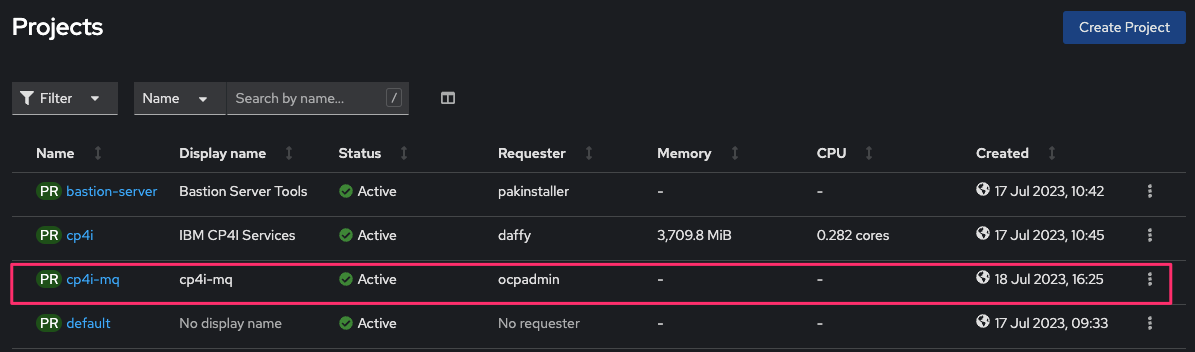 Projects
Create Project
Filter Name Search by name... /
Name Display name Status Requester Memory CPU Created
PR bastion-server Bastion Server Tools Active pakinstaller - - 17 Jul 2023, 10:42
PR cp4i IBM CP4I Services Active daffy 3,709.8 MiB 0.282 cores 17 Jul 2023, 10:45
PR cp4i-mq cp4i-mq Active ocpadmin - - 18 Jul 2023, 16:25
PR default No display name Active No requester - - 17 Jul 2023, 09:33